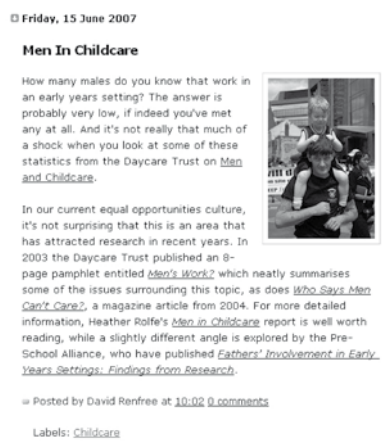 Friday, 15 June 2007
Men In Childcare
How many males do you know that work in
an early years setting? The answer is
probably very low, if indeed you've met
any at all. And it's not really that much of
a shock when you look at some of these
statistics from the Daycare Trust on Men
and Childcare.
In our current equal opportunities culture,
it's not surprising that this is an area that
has attracted research in recent years. In
2003 the Daycare Trust published an 8-
page pamphlet entitled Men's Work? which neatly summarises
some of the issues surrounding this topic, as does Who Says Men
Can't Care?, a magazine article from 2004. For more detailed
information, Heather Rolfe's Men in Childcare report is well worth
reading, while a slightly different angle is explored by the Pre-
School Alliance, who have published Fathers' Involvement in Early
Years Settings: Findings from Research.
Posted by David Renfree at 10:02 0 comments
Labels: Childcare